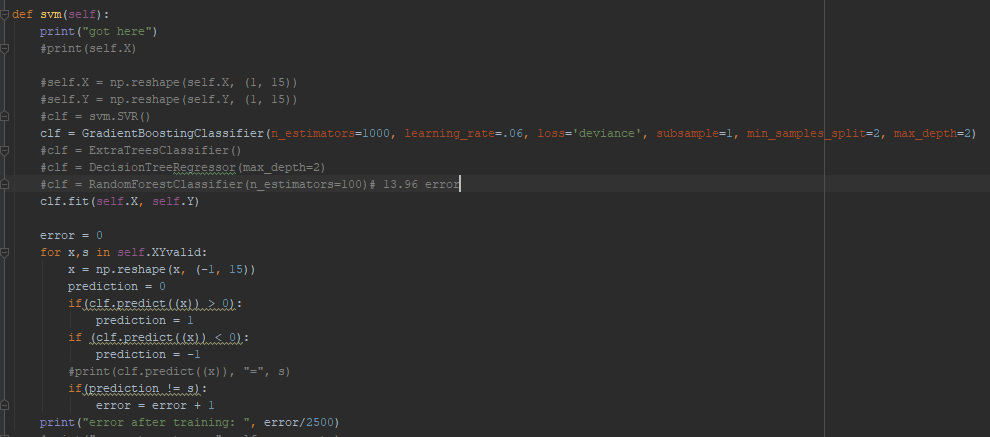 def svm(self):
    print("got here")
    #print(self.X)

    #self.X = np.reshape(self.X, (1, 15))
    #self.Y = np.reshape(self.Y, (1, 15))
    #clf = svm.SVR()
    clf = GradientBoostingClassifier(n_estimators=1000, learning_rate=.06, loss='deviance', subsample=1, min_samples_split=2, max_depth=2)
    #clf = ExtraTreesClassifier()
    #clf = DecisionTreeRegressor(max_depth=2)
    #clf = RandomForestClassifier(n_estimators=100)# 13.96 error
    clf.fit(self.X, self.Y)

    error = 0
    for x,s in self.XYvalid:
        x = np.reshape(x, (-1, 15))
        prediction = 0
        if(clf.predict((x)) > 0):
            prediction = 1
        if (clf.predict((x)) < 0):
            prediction = -1
        #print(clf.predict((x)), "=", s)
        if(prediction != s):
            error = error + 1
    print("error after training: ", error/2500)